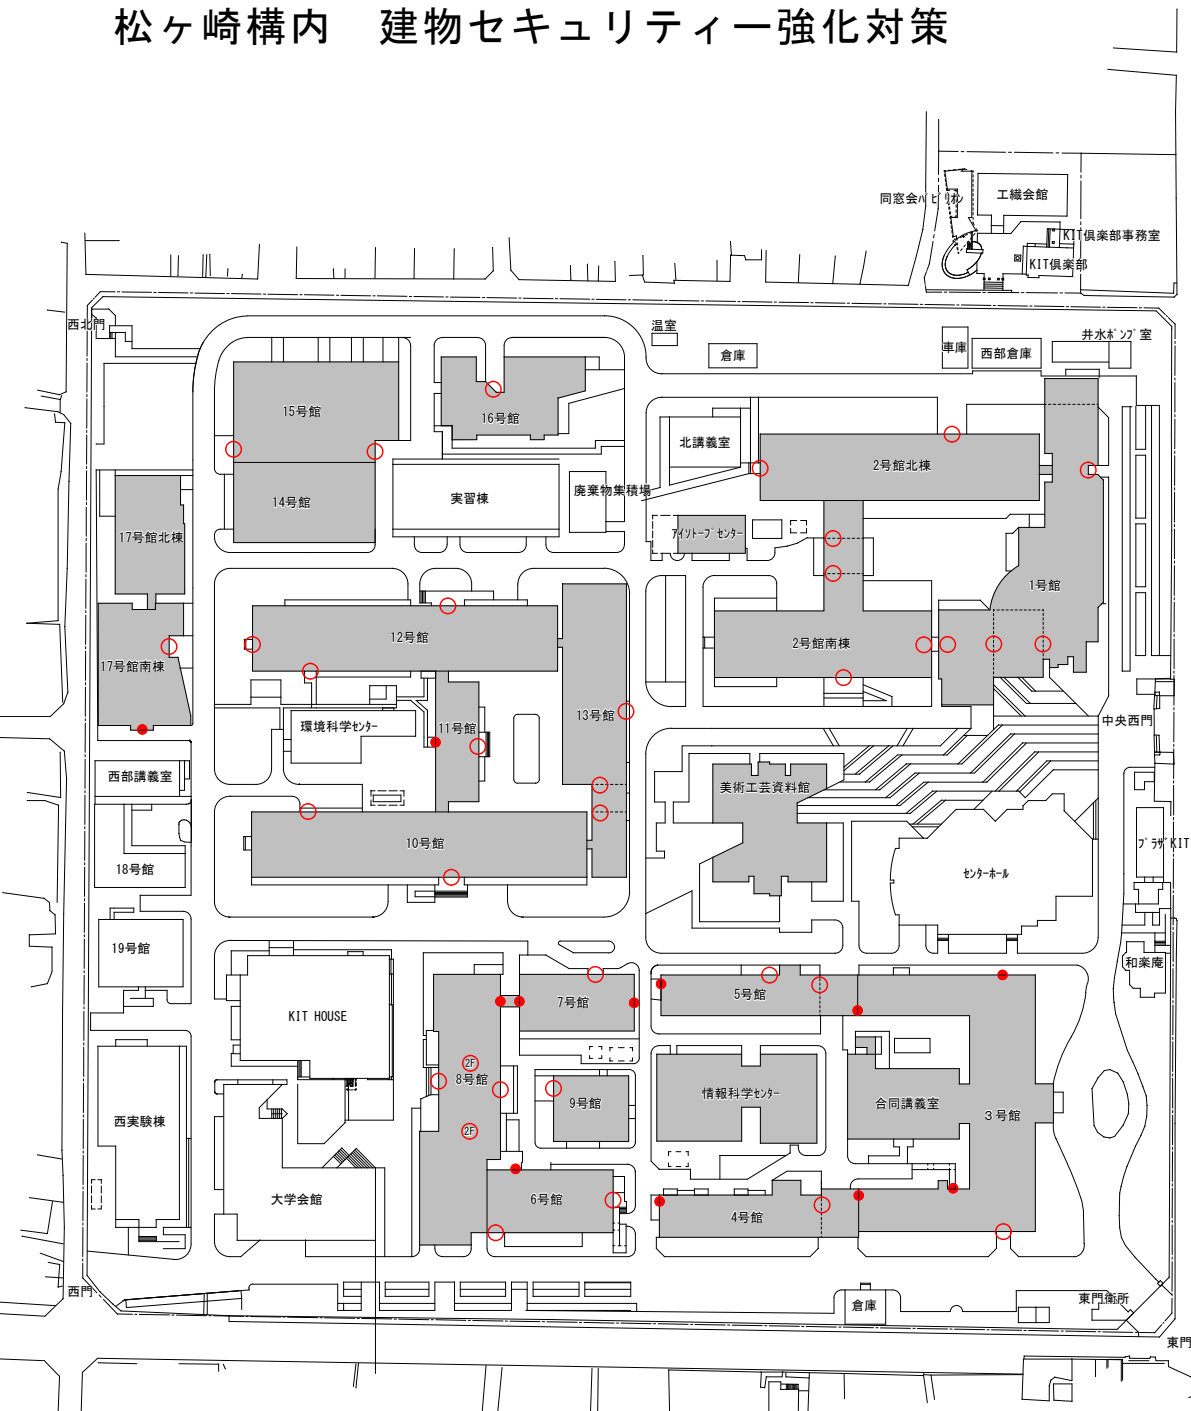 松ヶ崎構内　建物セキュリティー強化対策
同窓会パビリオン
工繊会館
KIT倶楽部事務室
KIT倶楽部
西北門
温室
倉庫
車庫
西部倉庫
井水ポンプ室
15号館
16号館
北講義室
2号館北棟
14号館
実習棟
廃棄物集積場
17号館北棟
アイソトープセンター
1号館
12号館
2号館南棟
17号館南棟
13号館
環境科学センター
11号館
中央西門
西部講義室
美術工芸資料館
10号館
プラザKIT
18号館
センターホール
19号館
和楽庵
KIT HOUSE
7号館
5号館
2F
8号館
9号館
情報科学センター
合同講義室
3号館
西実験棟
2F
大学会館
6号館
4号館
西門
倉庫
東門衛所
東門